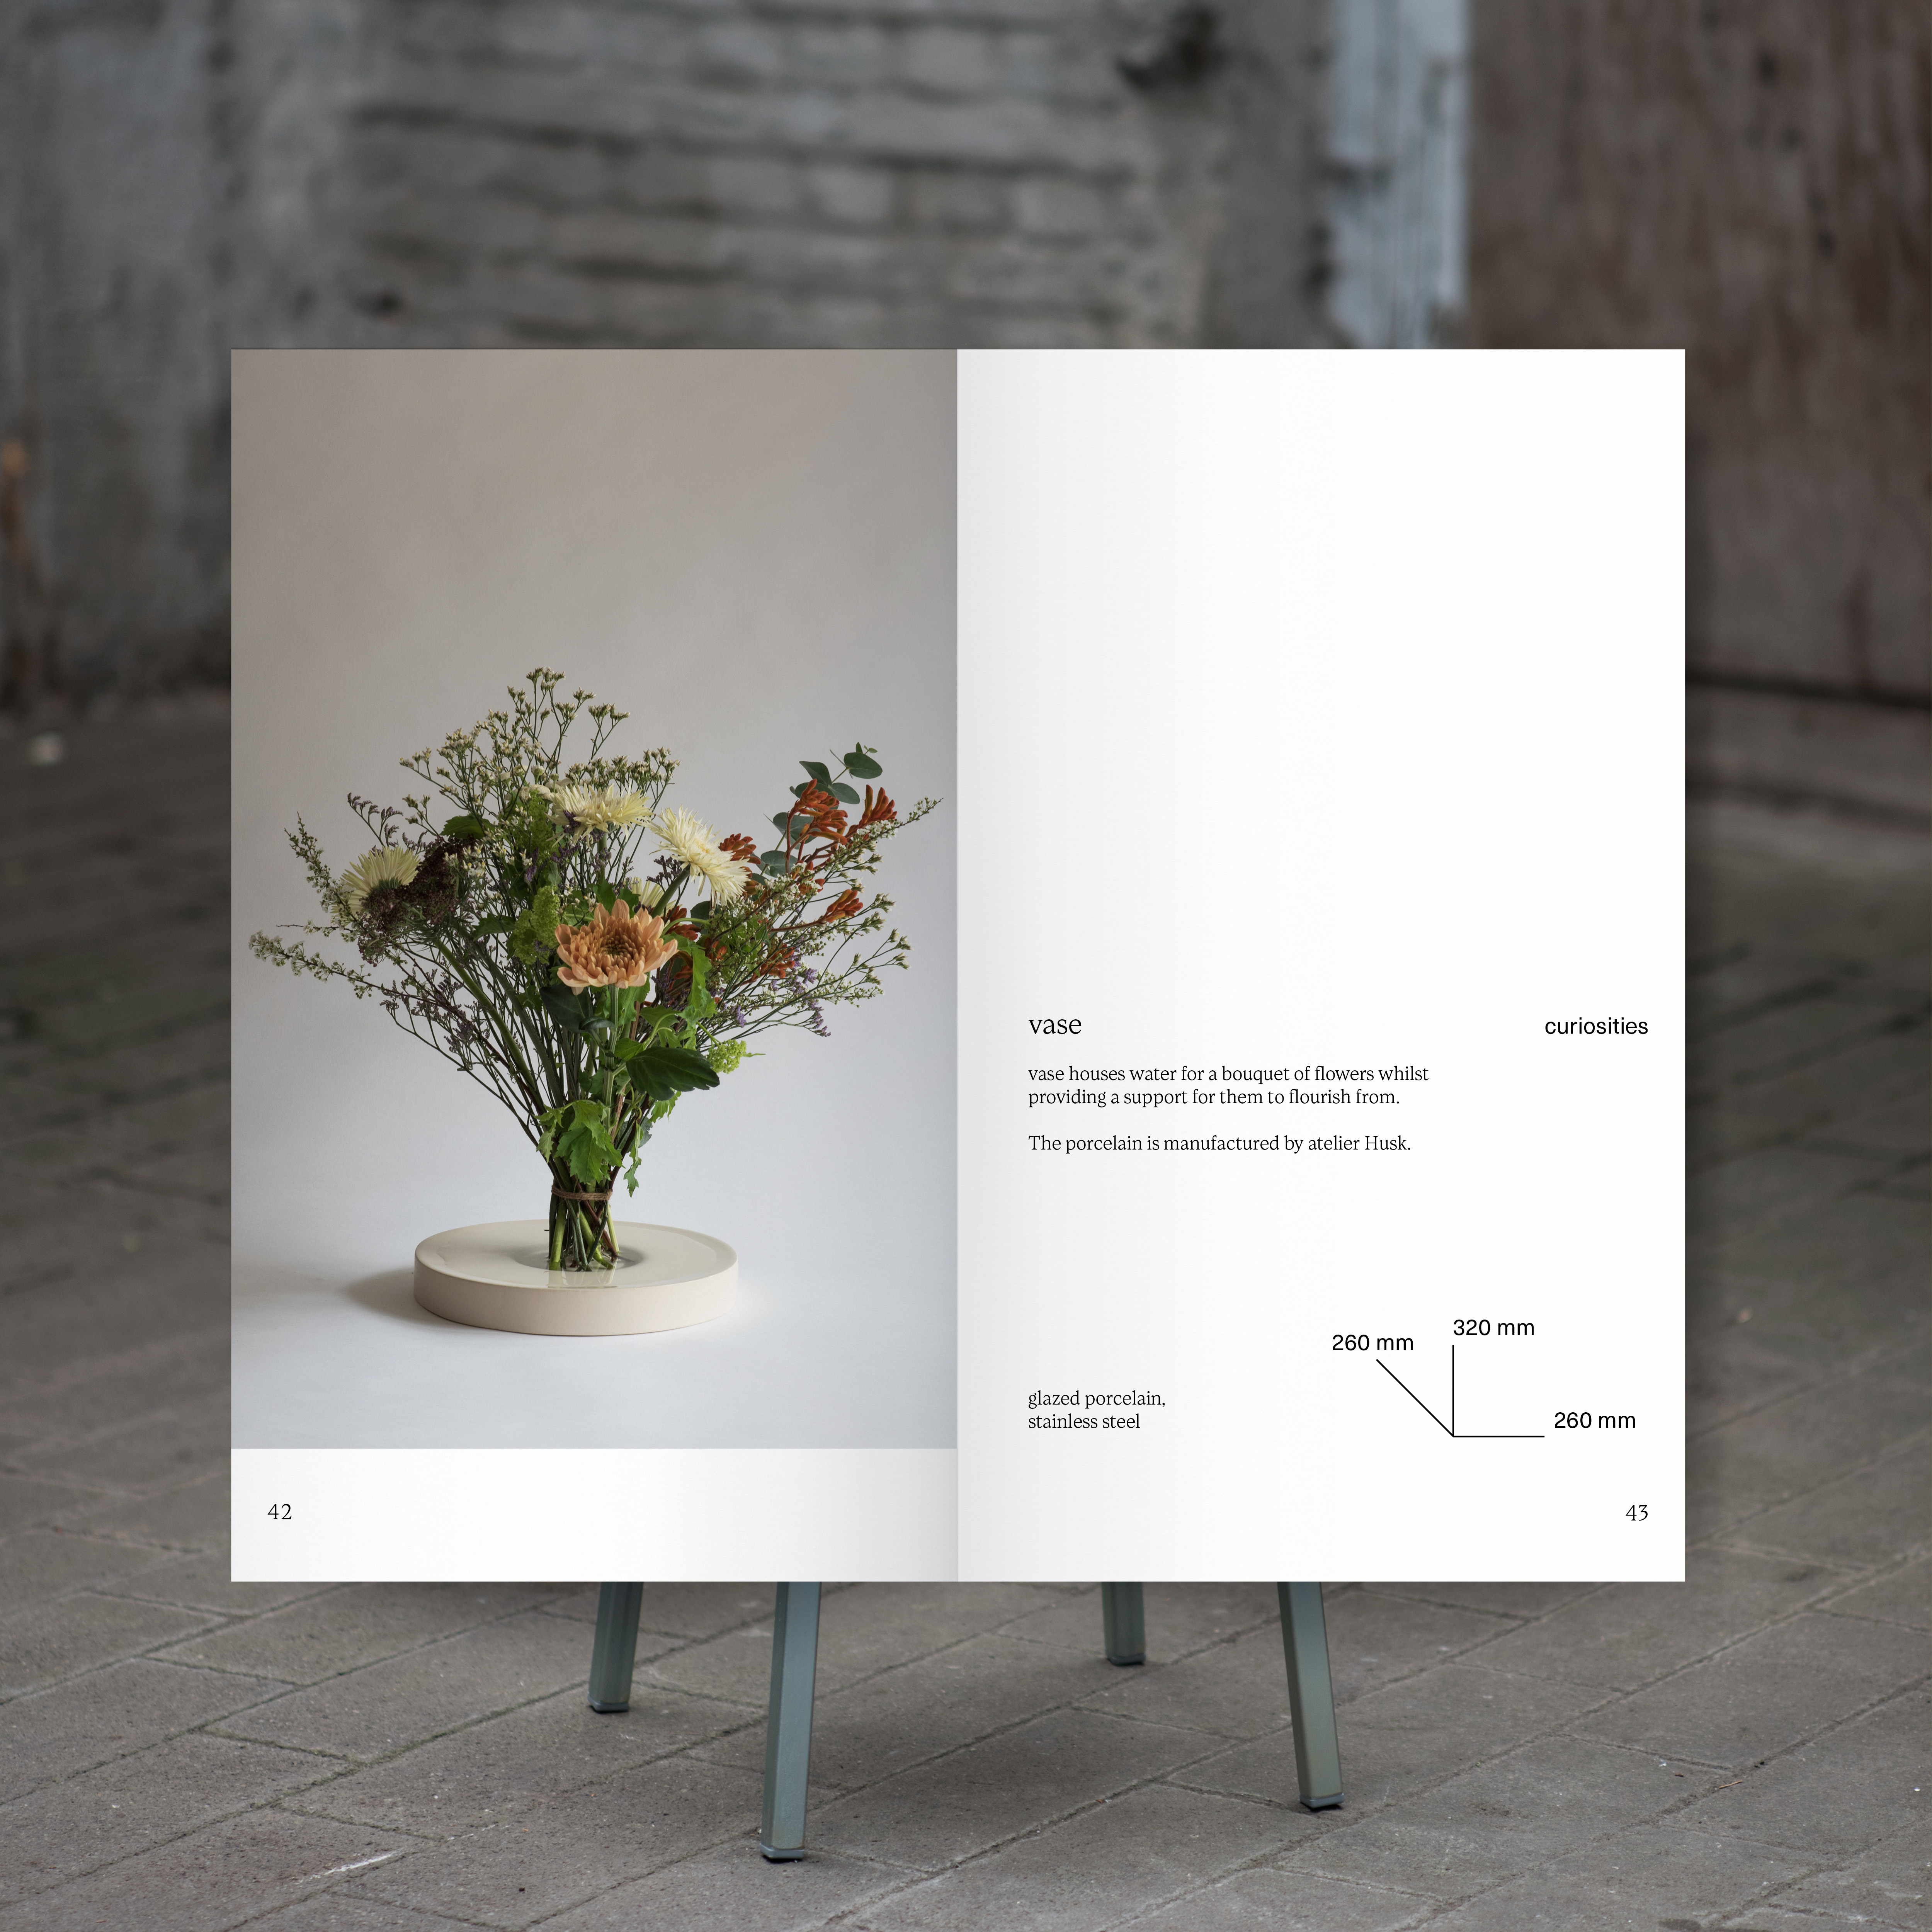 vase
curiosities
vase houses water for a bouquet of flowers whilst
providing a support for them to flourish from.
The porcelain is manufactured by atelier Husk.
320 mm
260 mm
glazed porcelain,
stainless steel
260 mm
42
43